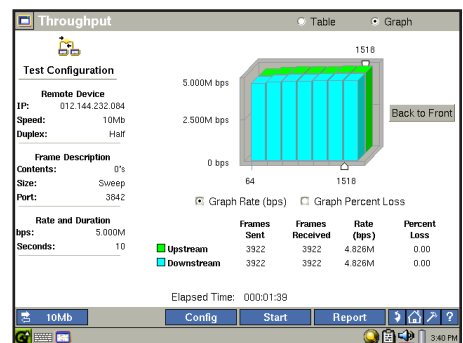 Throughput
Table
Graph
Test Configuration
Remote Device
IP: 012.144.232.084
Speed: 10Mb
Duplex: Half
Frame Description
Contents: 0's
Size: Sweep
Port: 3842
Rate and Duration
bps: 5.000M
Seconds: 10
1518
5.000M bps
2.500M bps
0 bps
64
1518
Back to Front
Graph Rate (bps)
Graph Percent Loss
Frames Sent
Frames Received
Rate (bps)
Percent Loss
Upstream 3922 3922 4.826M 0.00
Downstream 3922 3922 4.826M 0.00
Elapsed Time: 000:01:39
10Mb
Config
Start
Report
?
3:40 PM